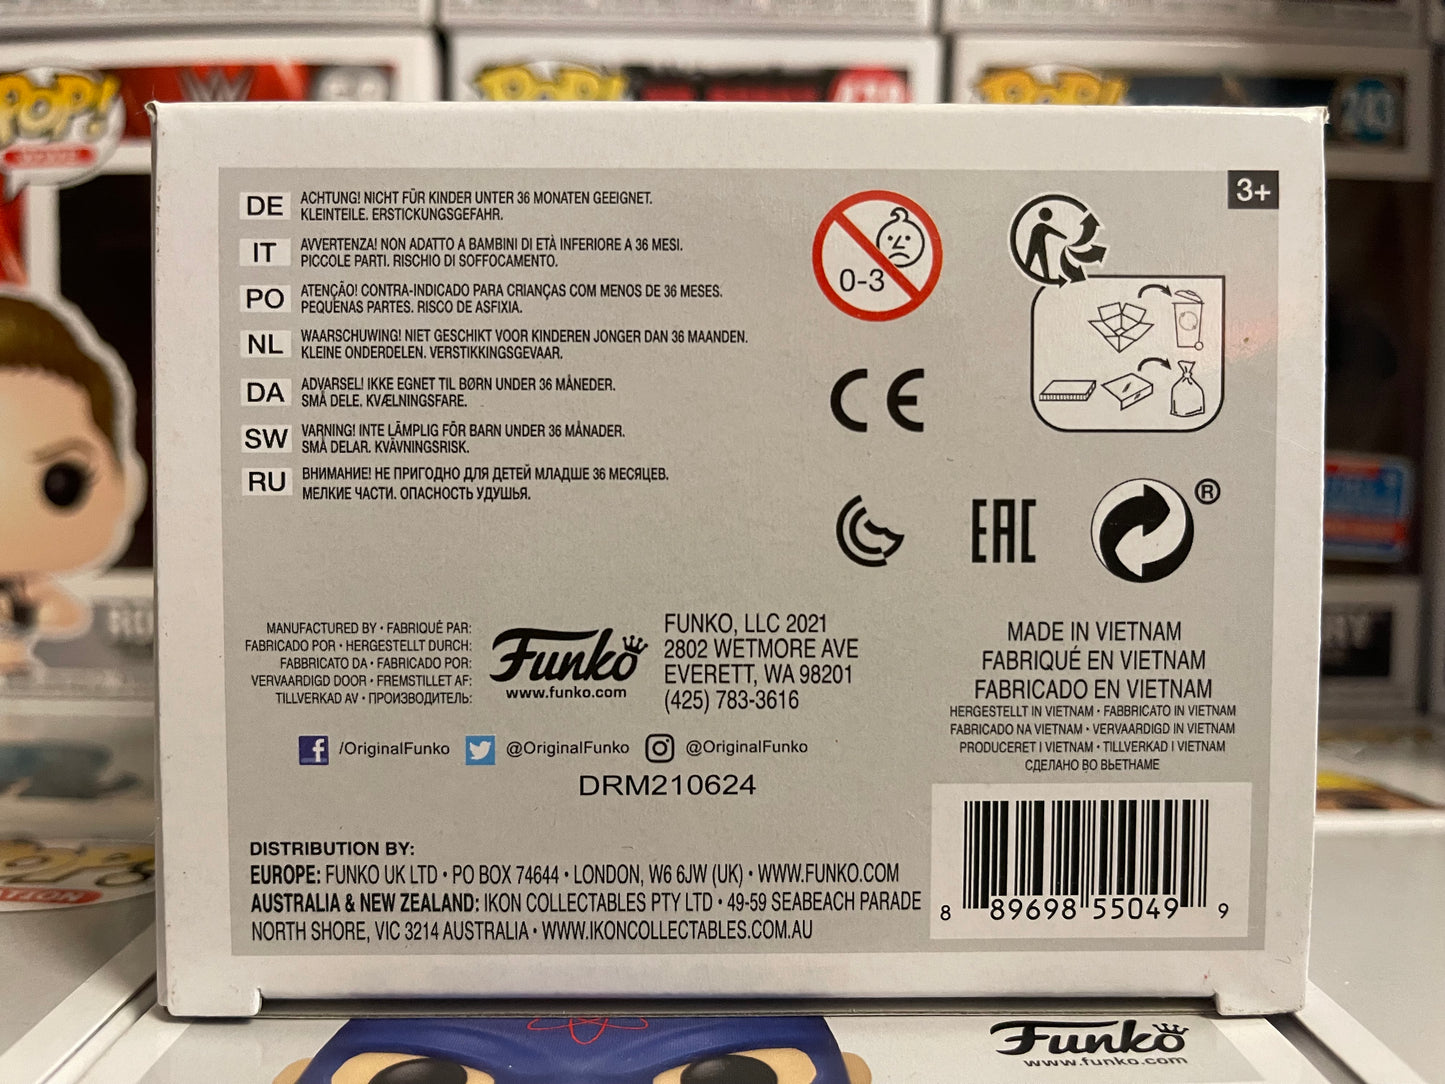 POP!
POP!
POP!
243
3+
DE ACHTUNG! NICHT FÜR KINDER UNTER 36 MONATEN GEEIGNET.
KLEINTEILE. ERSTICKUNGSGEFAHR.
IT AVVERTENZA! NON ADATTO A BAMBINI DI ETÀ INFERIORE A 36 MESI.
PICCOLE PARTI. RISCHIO DI SOFFOCAMENTO.
PO ATENÇÃO! CONTRA-INDICADO PARA CRIANÇAS COM MENOS DE 36 MESES.
PEQUENAS PARTES. RISCO DE ASFIXIA.
NL WAARSCHUWING! NIET GESCHIKT VOOR KINDEREN JONGER DAN 36 MAANDEN.
KLEINE ONDERDELEN. VERSTIKKINGSGEVAAR.
DA ADVARSEL! IKKE EGNET TIL BØRN UNDER 36 MÅNEDER.
SMÅ DELE. KVÆLNINGSFARE.
SW VARNING! INTE LÄMPLIG FÖR BARN UNDER 36 MÅNADER.
SMÅ DELAR. KVÄVNINGSRISK.
RU ВНИМАНИЕ! НЕ ПРИГОДНО ДЛЯ ДЕТЕЙ МЛАДШЕ 36 МЕСЯЦЕВ.
МЕЛКИЕ ЧАСТИ. ОПАСНОСТЬ УДУШЬЯ.
0-3
CE
EAC
®
MANUFACTURED BY • FABRIQUÉ PAR:
FABRICADO POR • HERGESTELLT DURCH:
FABBRICATO DA • FABRICADO POR:
VERVAARDIGD DOOR • FREMSTILLET AF:
TILLVERKAD AV • ПРОИЗВОДИТЕЛЬ:
Funko
www.funko.com
FUNKO, LLC 2021
2802 WETMORE AVE
EVERETT, WA 98201
(425) 783-3616
MADE IN VIETNAM
FABRIQUÉ EN VIETNAM
FABRICADO EN VIETNAM
HERGESTELLT IN VIETNAM • FABBRICATO IN VIETNAM
FABRICADO NA VIETNAM • VERVAARDIGD IN VIETNAM
PRODUCERET I VIETNAM • TILLVERKAD I VIETNAM
СДЕЛАНО ВО ВЬЕТНАМЕ
f /OriginalFunko @OriginalFunko @OriginalFunko
DRM210624
DISTRIBUTION BY:
EUROPE: FUNKO UK LTD • PO BOX 74644 • LONDON, W6 6JW (UK) • WWW.FUNKO.COM
AUSTRALIA & NEW ZEALAND: IKON COLLECTABLES PTY LTD • 49-59 SEABEACH PARADE
NORTH SHORE, VIC 3214 AUSTRALIA • WWW.IKONCOLLECTABLES.COM.AU
8 89698 55049 9
Funko
www.funko.com